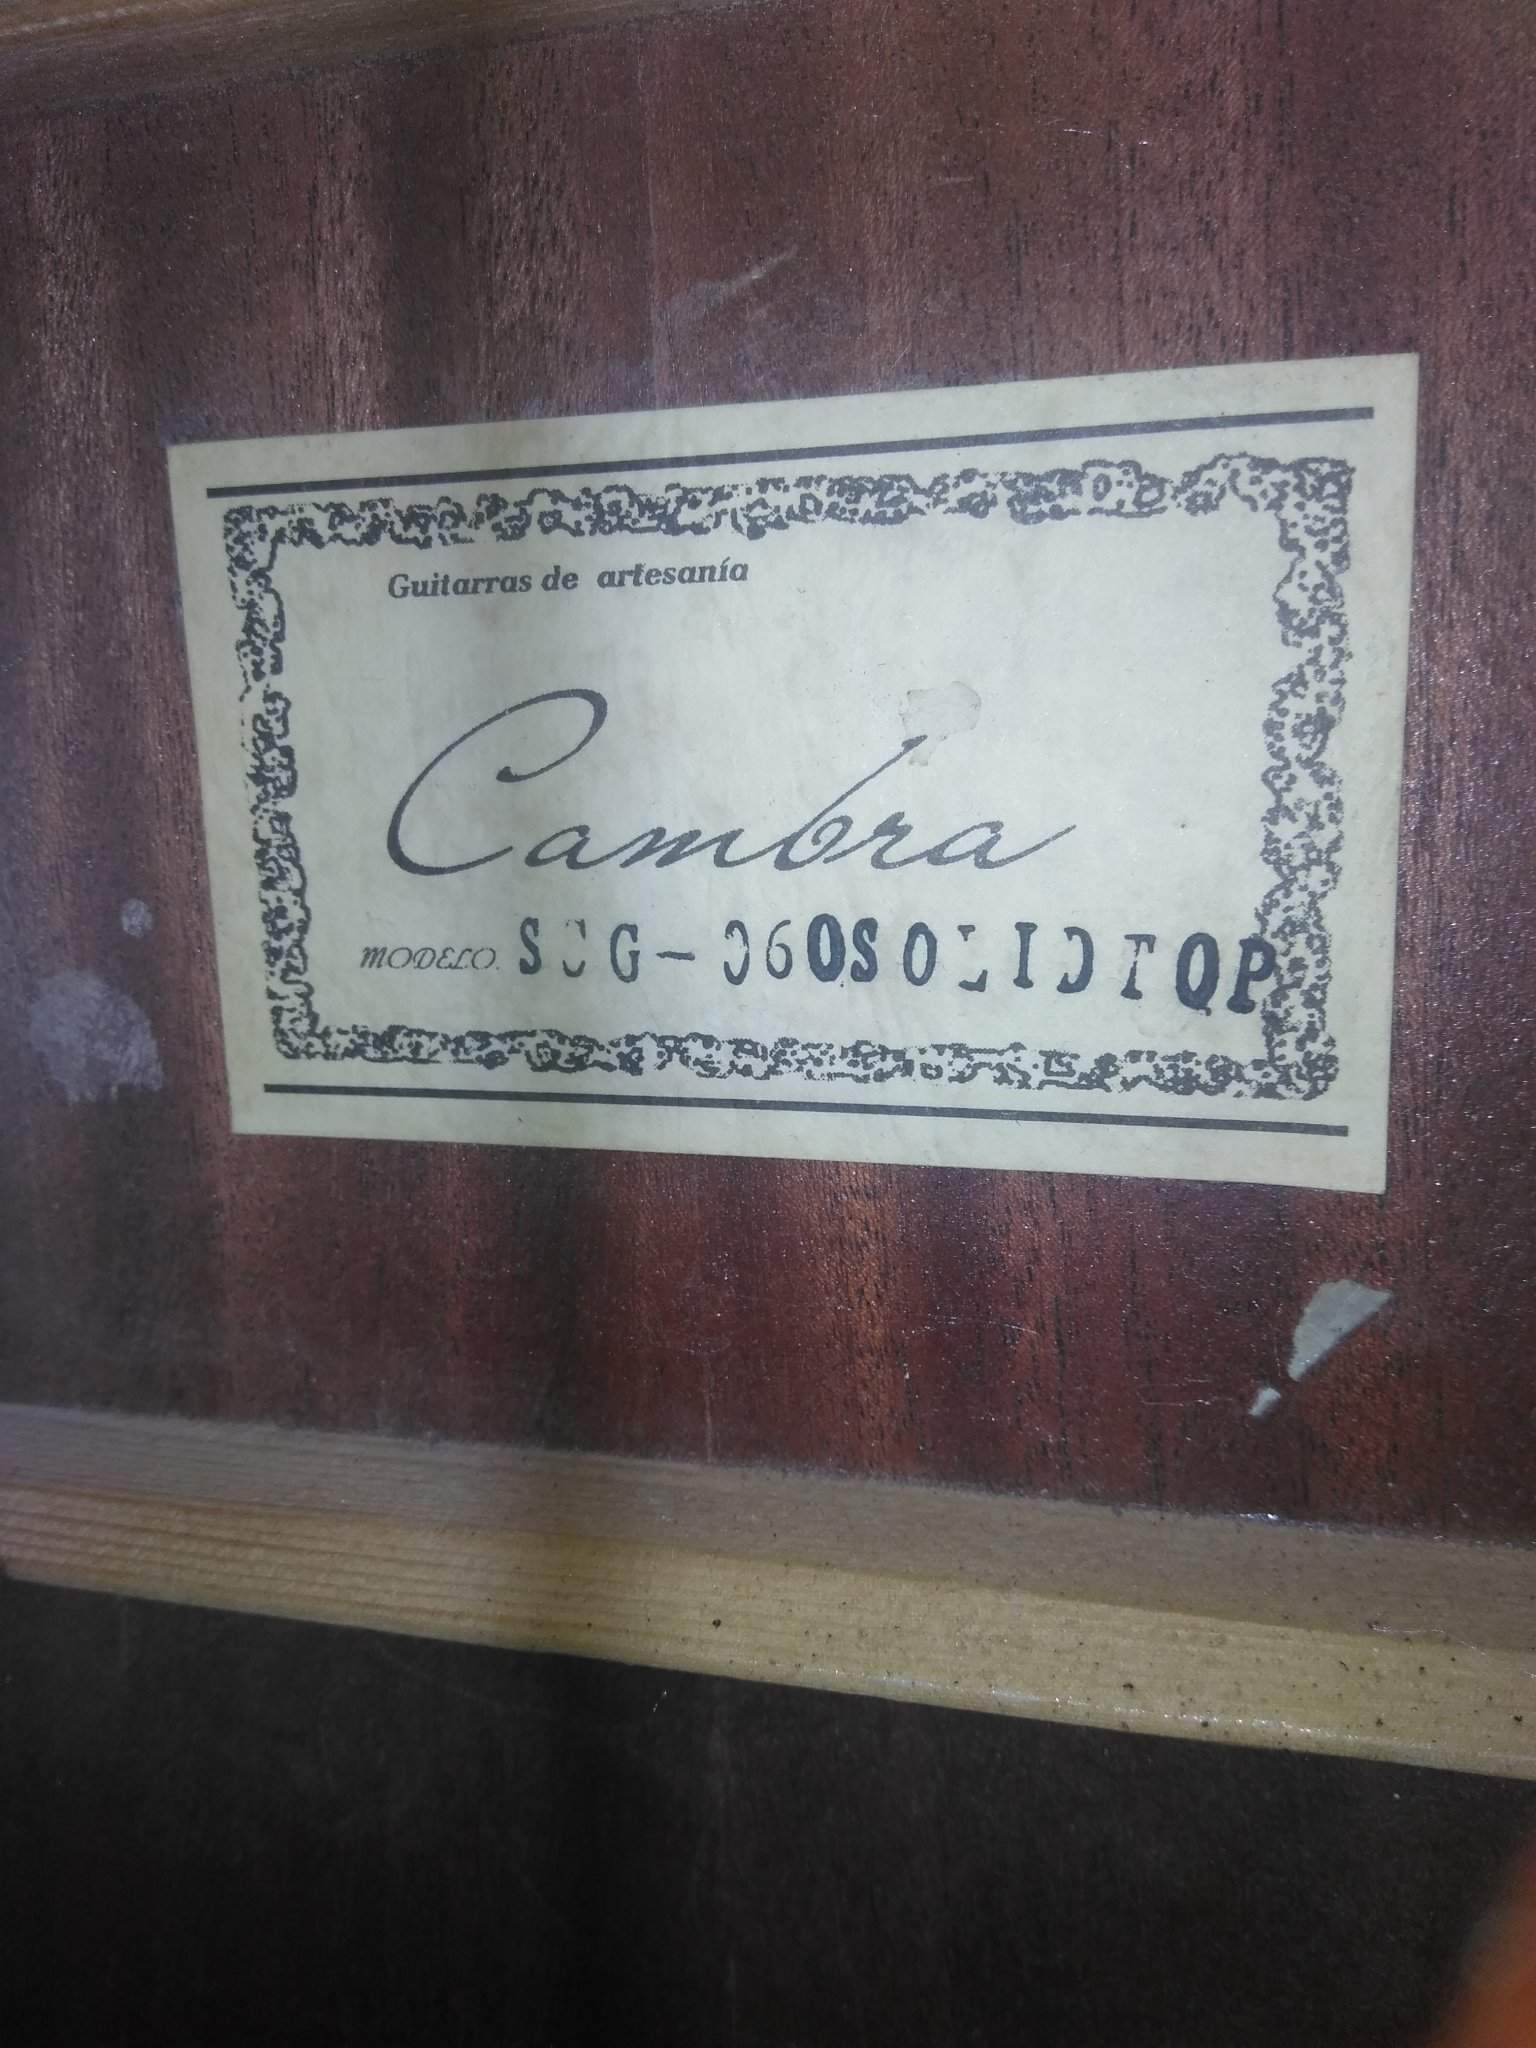 Guitarras de artesanía
Cambra
MODELO. SCG-060SOLIDTOP